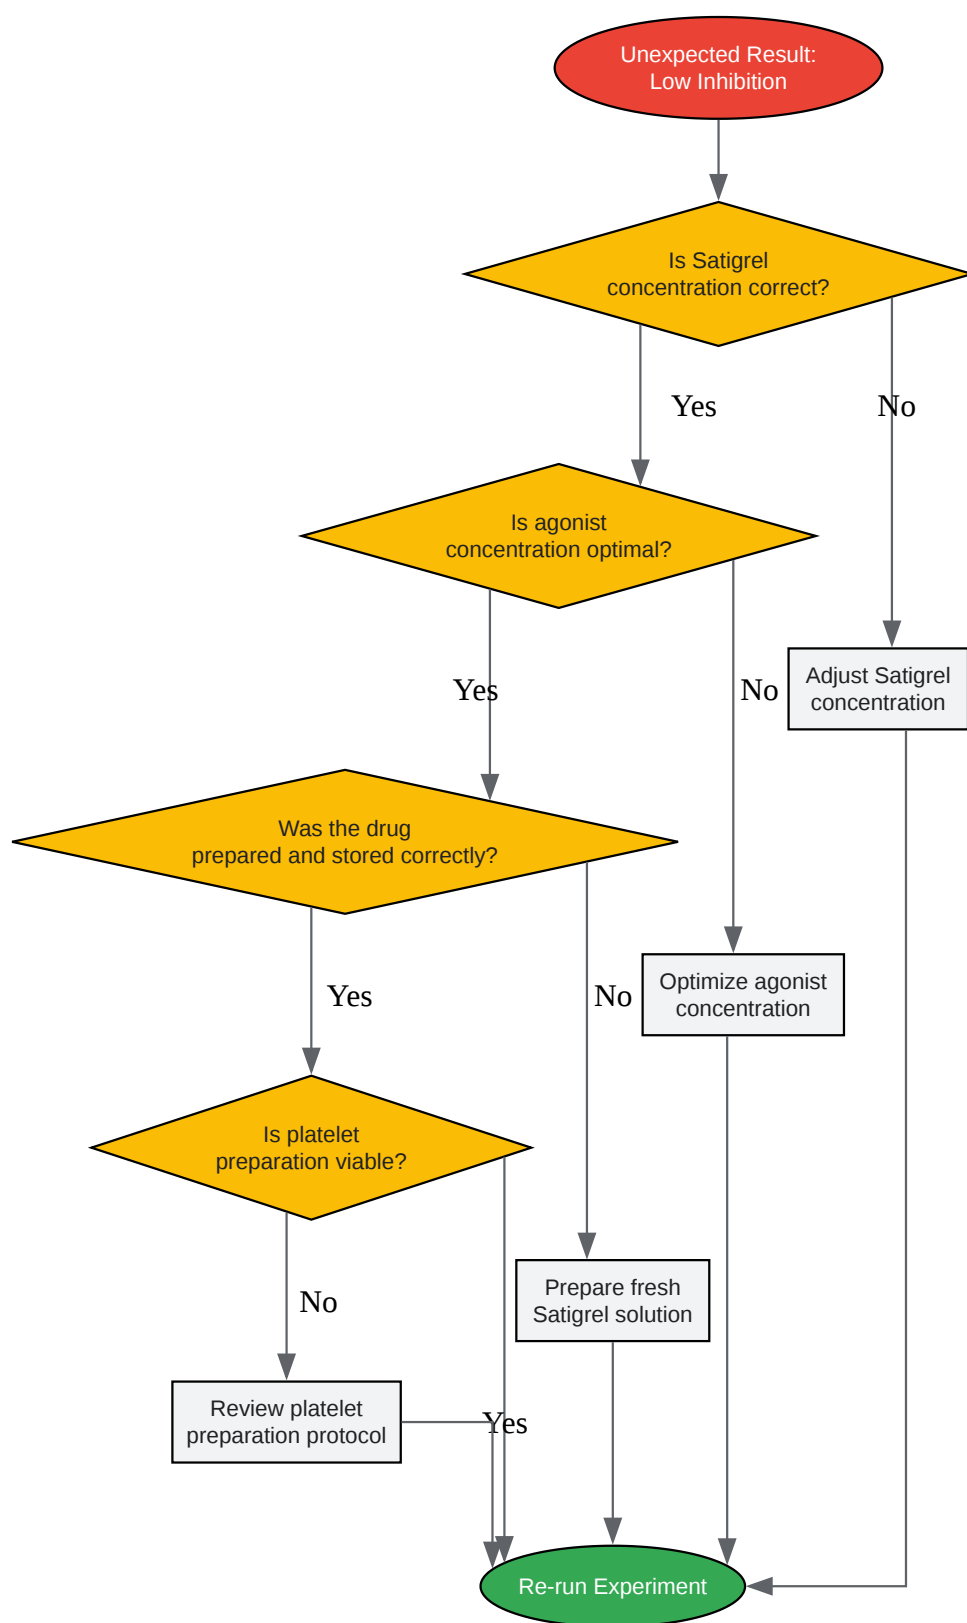 Unexpected Result:
Low Inhibition
Is Satigrel
concentration correct?
Yes
No
Is agonist
concentration optimal?
Adjust Satigrel
concentration
Yes
No
Was the drug
prepared and stored correctly?
Optimize agonist
concentration
Yes
No
Is platelet
preparation viable?
Prepare fresh
Satigrel solution
No
Review platelet
preparation protocol
Yes
Re-run Experiment